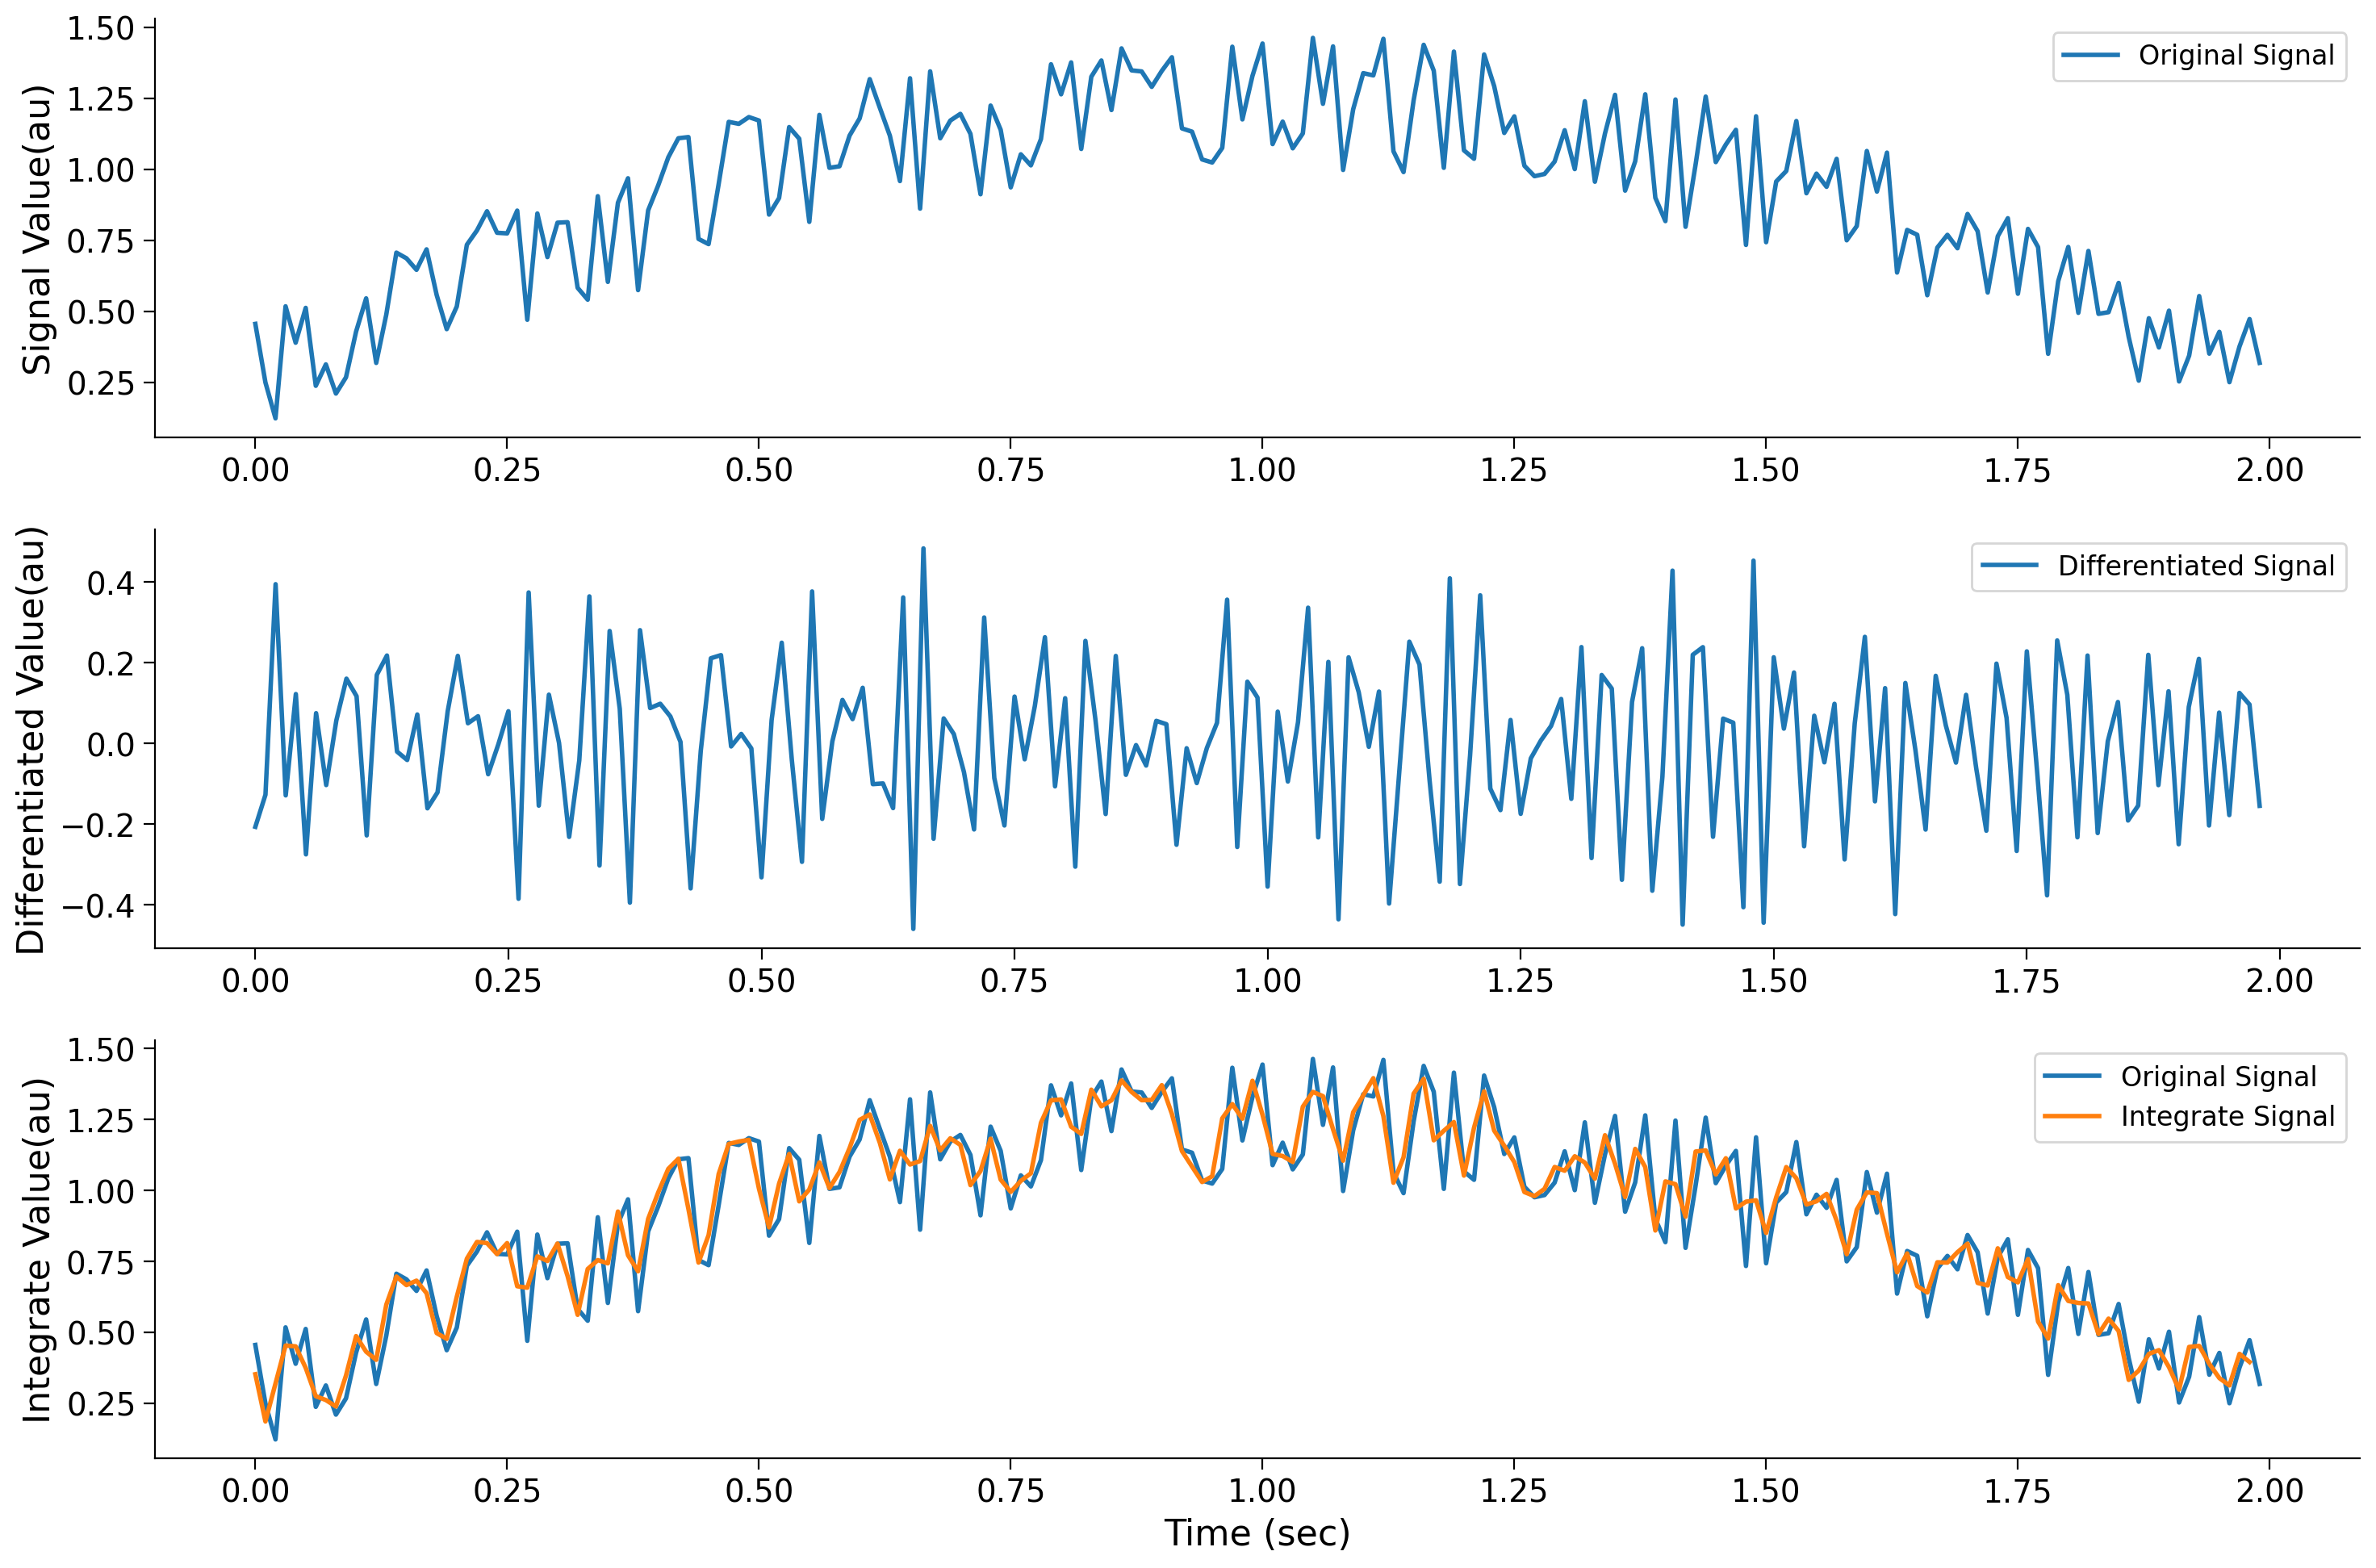 Signal Value(au)
1.50
1.25
1.00
0.75
0.50
0.25
Original Signal
0.00 0.25 0.50 0.75 1.00 1.25 1.50 1.75 2.00
Differentiated Value(au)
0.4
0.2
0.0
−0.2
−0.4
Differentiated Signal
0.00 0.25 0.50 0.75 1.00 1.25 1.50 1.75 2.00
Integrate Value(au)
1.50
1.25
1.00
0.75
0.50
0.25
Original Signal
Integrate Signal
0.00 0.25 0.50 0.75 1.00 1.25 1.50 1.75 2.00
Time (sec)